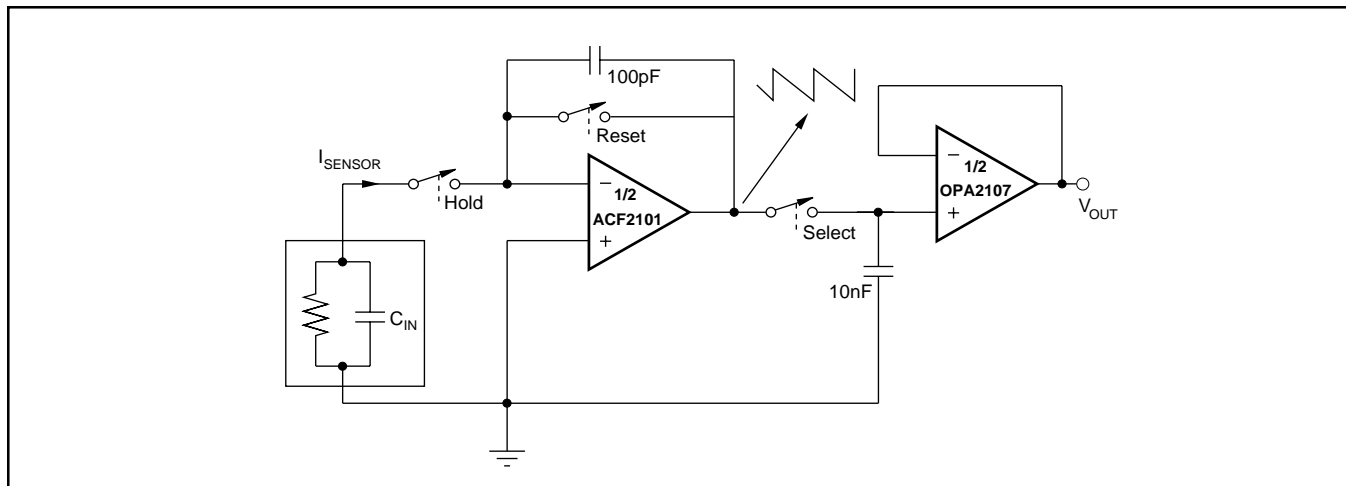 100pF
Reset
I_SENSOR
Hold
−
1/2
ACF2101
+
Select
−
1/2
OPA2107
+
V_OUT
10nF
C_IN